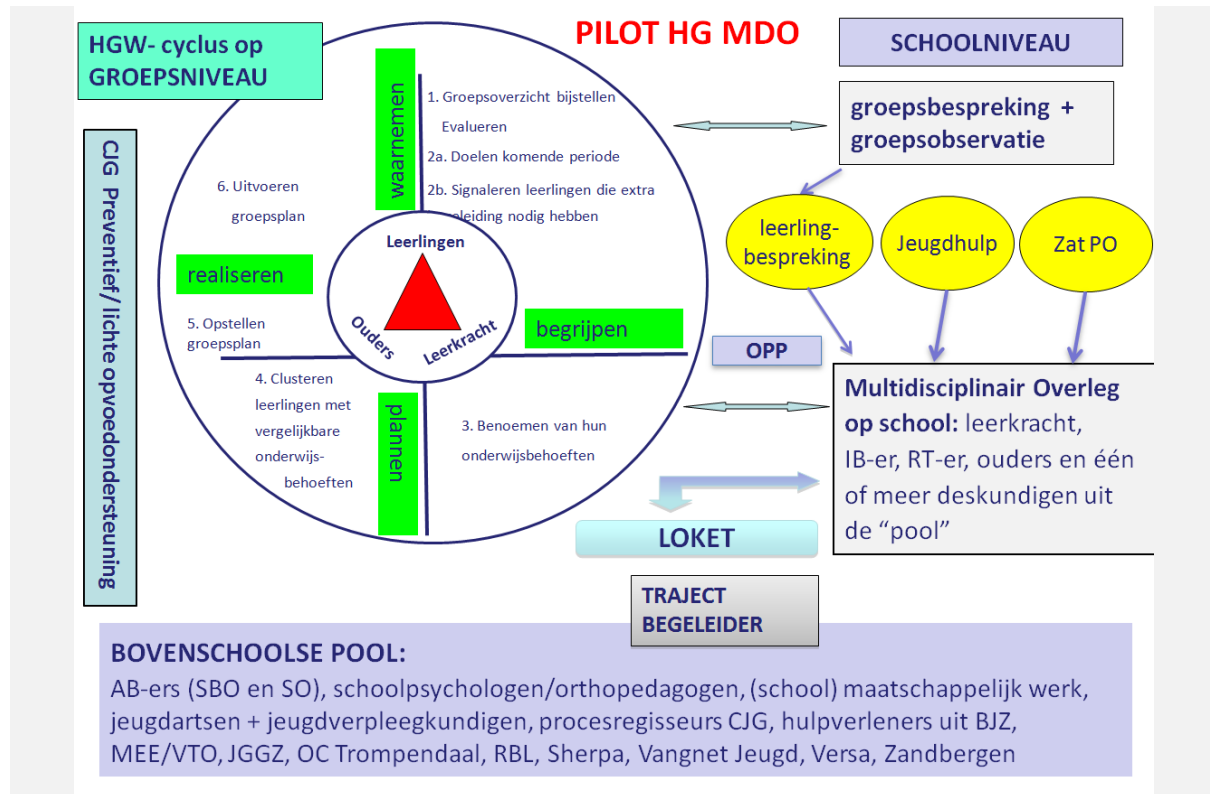 HGW- cyclus op
GROEPSNIVEAU
PILOT HG MDO
SCHOOLNIVEAU
CJG Preventief/ lichte opvoedondersteuning
waarnemen
1. Groepsoverzicht bijstellen
Evalueren
2a. Doelen komende periode
2b. Signaleren leerlingen die extra
nodig hebben
6. Uitvoeren
groepsplan
realiseren
5. Opstellen
groepsplan
Leerlingen
Ouders
Leerkracht
begrijpen
4. Clusteren
leerlingen met
vergelijkbare
onderwijs-
behoeften
plannen
3. Benoemen van hun
onderwijsbehoeften
groepsbespreking +
groepsobservatie
leerling-
bespreking
Jeugdhulp
Zat PO
OPP
Multidisciplinair Overleg
op school: leerkracht,
IB-er, RT-er, ouders en één
of meer deskundigen uit
de “pool”
LOKET
TRAJECT
BEGELEIDER
BOVENSCHOOLSE POOL:
AB-ers (SBO en SO), schoolpsychologen/orthopedagogen, (school) maatschappelijk werk,
jeugdartsen + jeugdverpleegkundigen, procesregisseurs CJG, hulpverleners uit BJZ,
MEE/VTO, JGGZ, OC Trompendaal, RBL, Sherpa, Vangnet Jeugd, Versa, Zandbergen